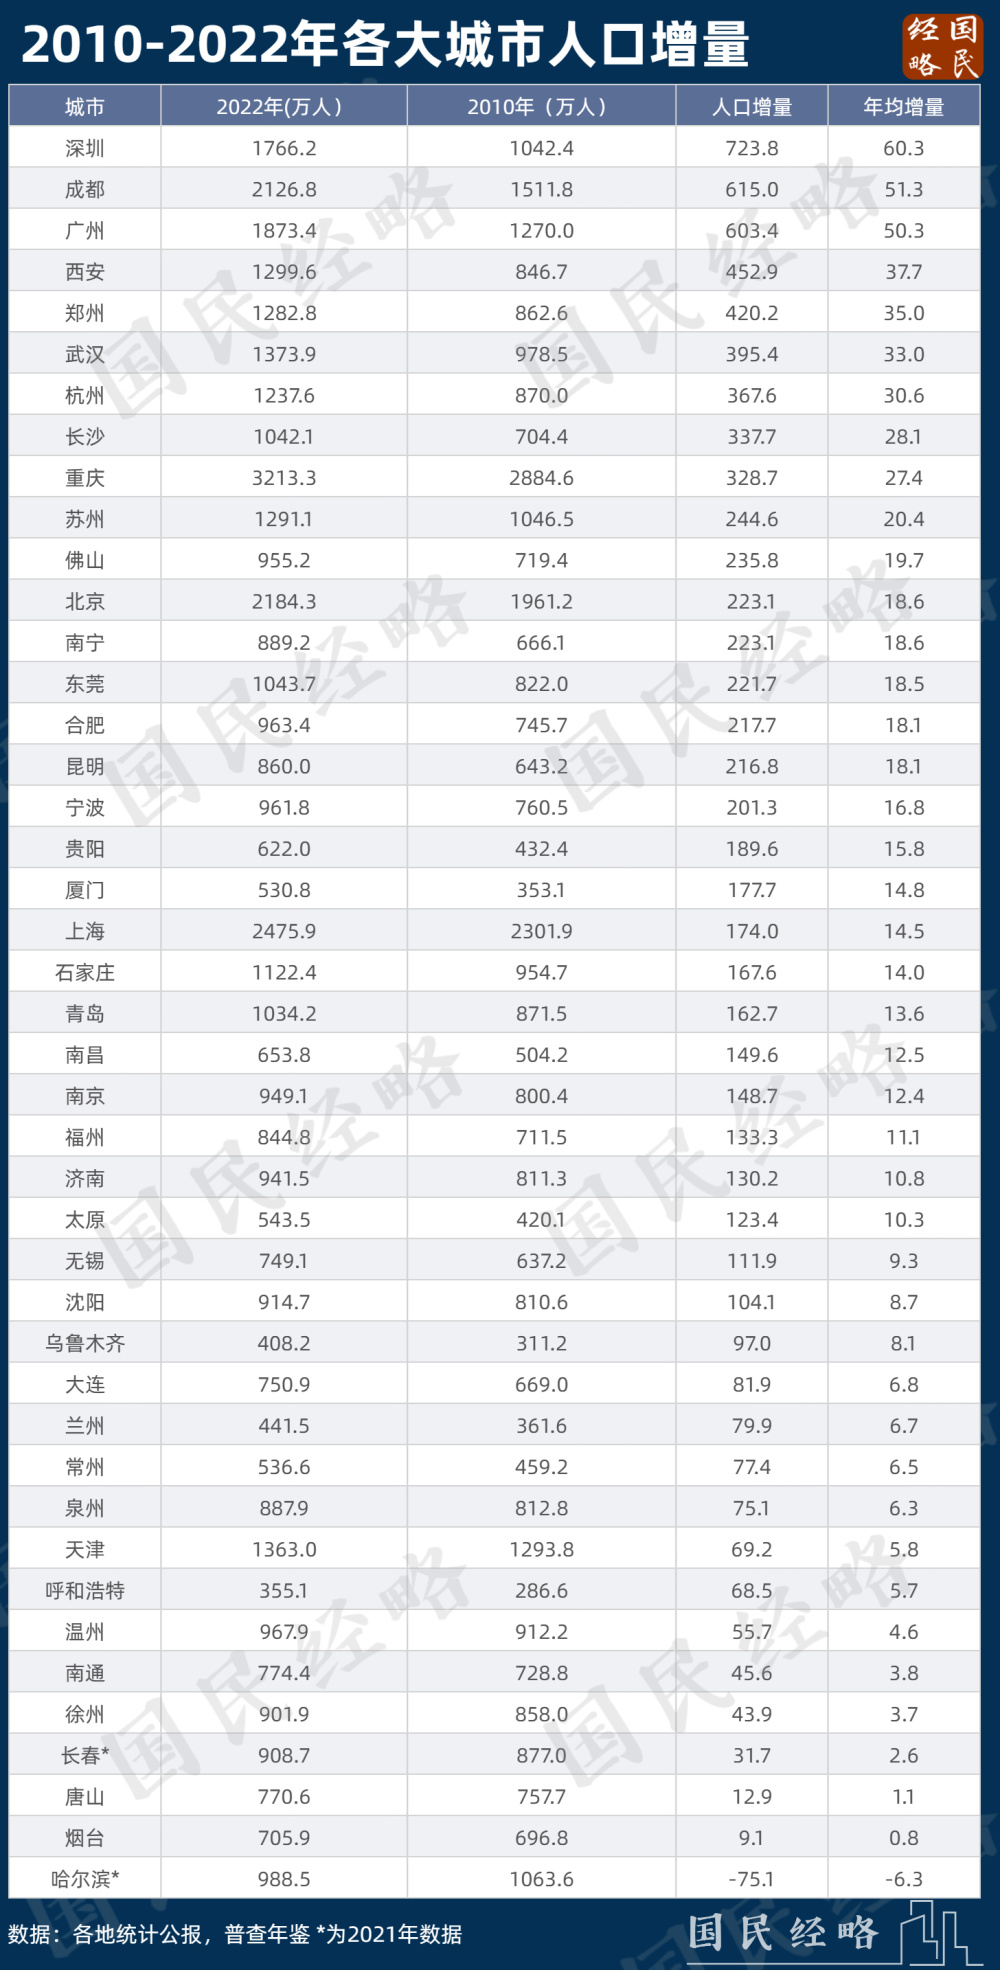 2010-2022年各大城市人口增量
经国
略民
城市 2022年(万人) 2010年（万人） 人口增量 年均增量
深圳 1766.2 1042.4 723.8 60.3
成都 2126.8 1511.8 615.0 51.3
广州 1873.4 1270.0 603.4 50.3
西安 1299.6 846.7 452.9 37.7
郑州 1282.8 862.6 420.2 35.0
武汉 1373.9 978.5 395.4 33.0
杭州 1237.6 870.0 367.6 30.6
长沙 1042.1 704.4 337.7 28.1
重庆 3213.3 2884.6 328.7 27.4
苏州 1291.1 1046.5 244.6 20.4
佛山 955.2 719.4 235.8 19.7
北京 2184.3 1961.2 223.1 18.6
南宁 889.2 666.1 223.1 18.6
东莞 1043.7 822.0 221.7 18.5
合肥 963.4 745.7 217.7 18.1
昆明 860.0 643.2 216.8 18.1
宁波 961.8 760.5 201.3 16.8
贵阳 622.0 432.4 189.6 15.8
厦门 530.8 353.1 177.7 14.8
上海 2475.9 2301.9 174.0 14.5
石家庄 1122.4 954.7 167.6 14.0
青岛 1034.2 871.5 162.7 13.6
南昌 653.8 504.2 149.6 12.5
南京 949.1 800.4 148.7 12.4
福州 844.8 711.5 133.3 11.1
济南 941.5 811.3 130.2 10.8
太原 543.5 420.1 123.4 10.3
无锡 749.1 637.2 111.9 9.3
沈阳 914.7 810.6 104.1 8.7
乌鲁木齐 408.2 311.2 97.0 8.1
大连 750.9 669.0 81.9 6.8
兰州 441.5 361.6 79.9 6.7
常州 536.6 459.2 77.4 6.5
泉州 887.9 812.8 75.1 6.3
天津 1363.0 1293.8 69.2 5.8
呼和浩特 355.1 286.6 68.5 5.7
温州 967.9 912.2 55.7 4.6
南通 774.4 728.8 45.6 3.8
徐州 901.9 858.0 43.9 3.7
长春* 908.7 877.0 31.7 2.6
唐山 770.6 757.7 12.9 1.1
烟台 705.9 696.8 9.1 0.8
哈尔滨* 988.5 1063.6 -75.1 -6.3
数据：各地统计公报，普查年鉴 *为2021年数据
国民经略